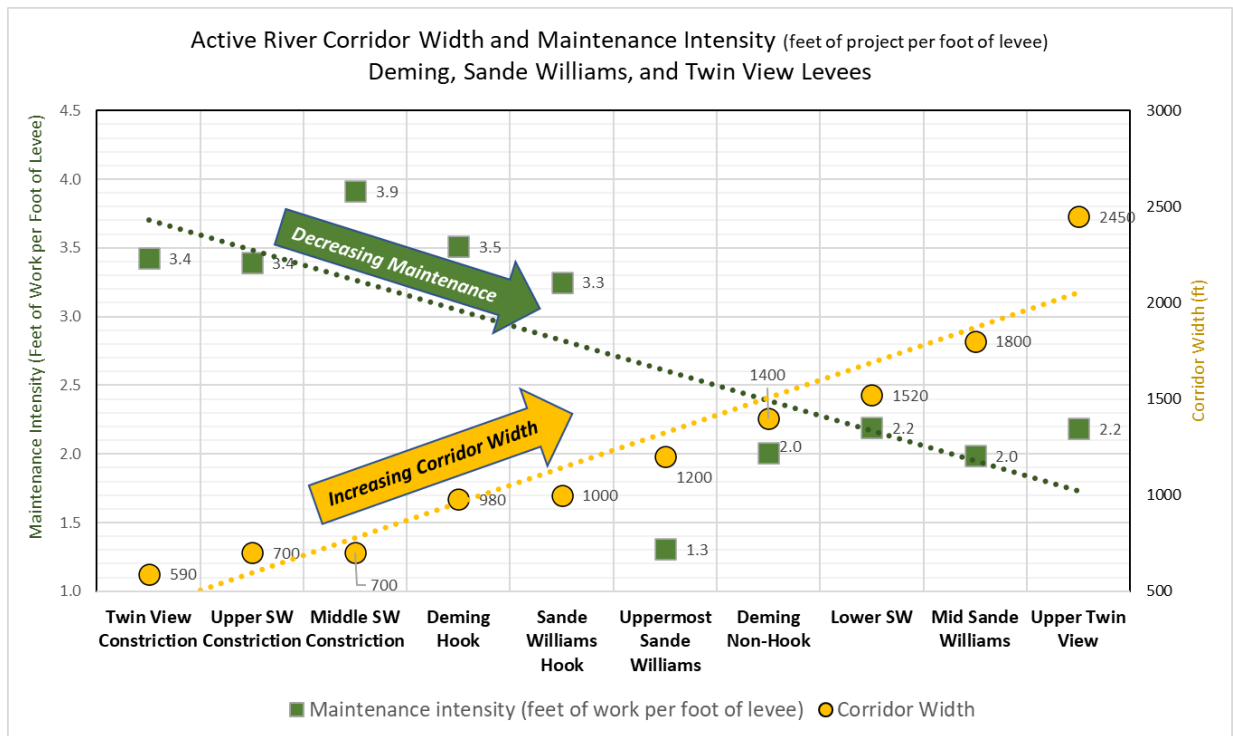 Active River Corridor Width and Maintenance Intensity (feet of project per foot of levee)
Deming, Sande Williams, and Twin View Levees
Maintenance Intensity (Feet of Work per Foot of Levee)
4.5
4.0
3.5
3.0
2.5
2.0
1.5
1.0
3.4
3.4
3.9
3.5
3.3
1.3
2.0
2.2
2.0
2.2
Decreasing Maintenance
Increasing Corridor Width
590
700
700
980
1000
1200
1400
1520
1800
2450
3000
2500
2000
1500
1000
500
Corridor Width (ft)
Twin View
Constriction
Upper SW
Constriction
Middle SW
Constriction
Deming
Hook
Sande
Williams
Hook
Uppermost
Sande
Williams
Deming
Non-Hook
Lower SW
Mid Sande
Williams
Upper Twin
View
Maintenance intensity (feet of work per foot of levee)
Corridor Width